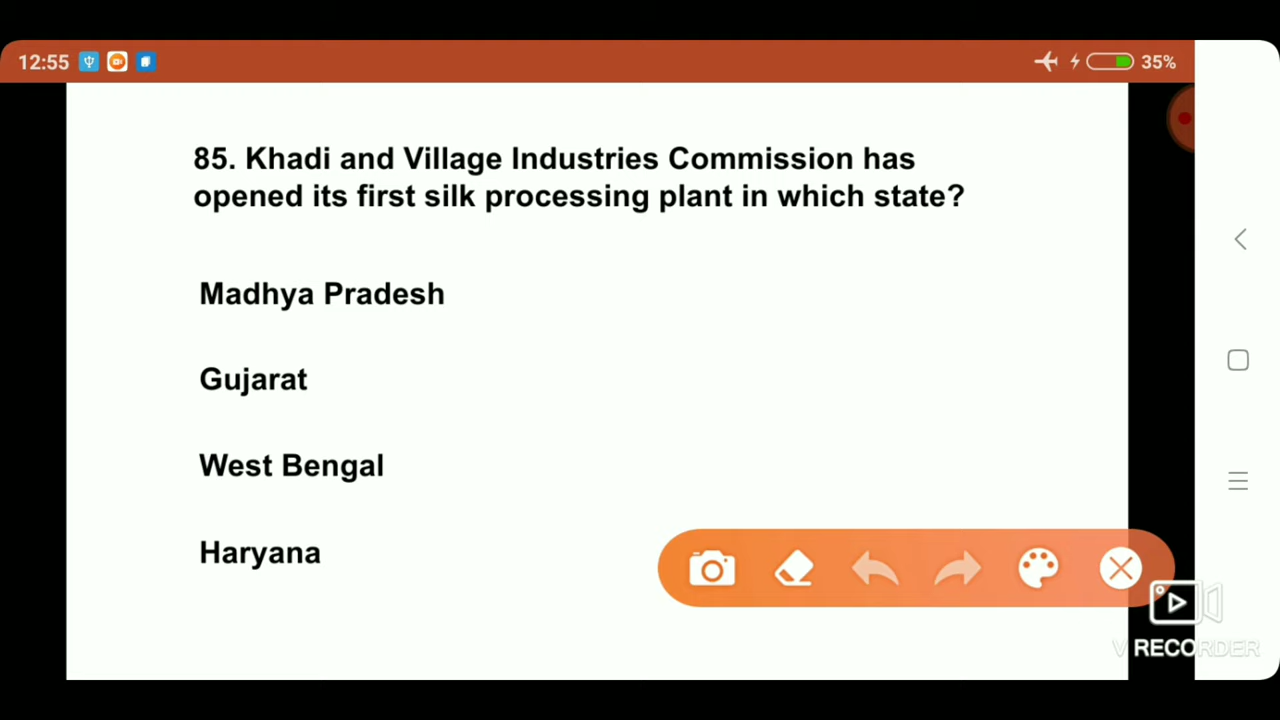 12:55
35%
85. Khadi and Village Industries Commission has
opened its first silk processing plant in which state?
Madhya Pradesh
Gujarat
West Bengal
Haryana
V RECORDER